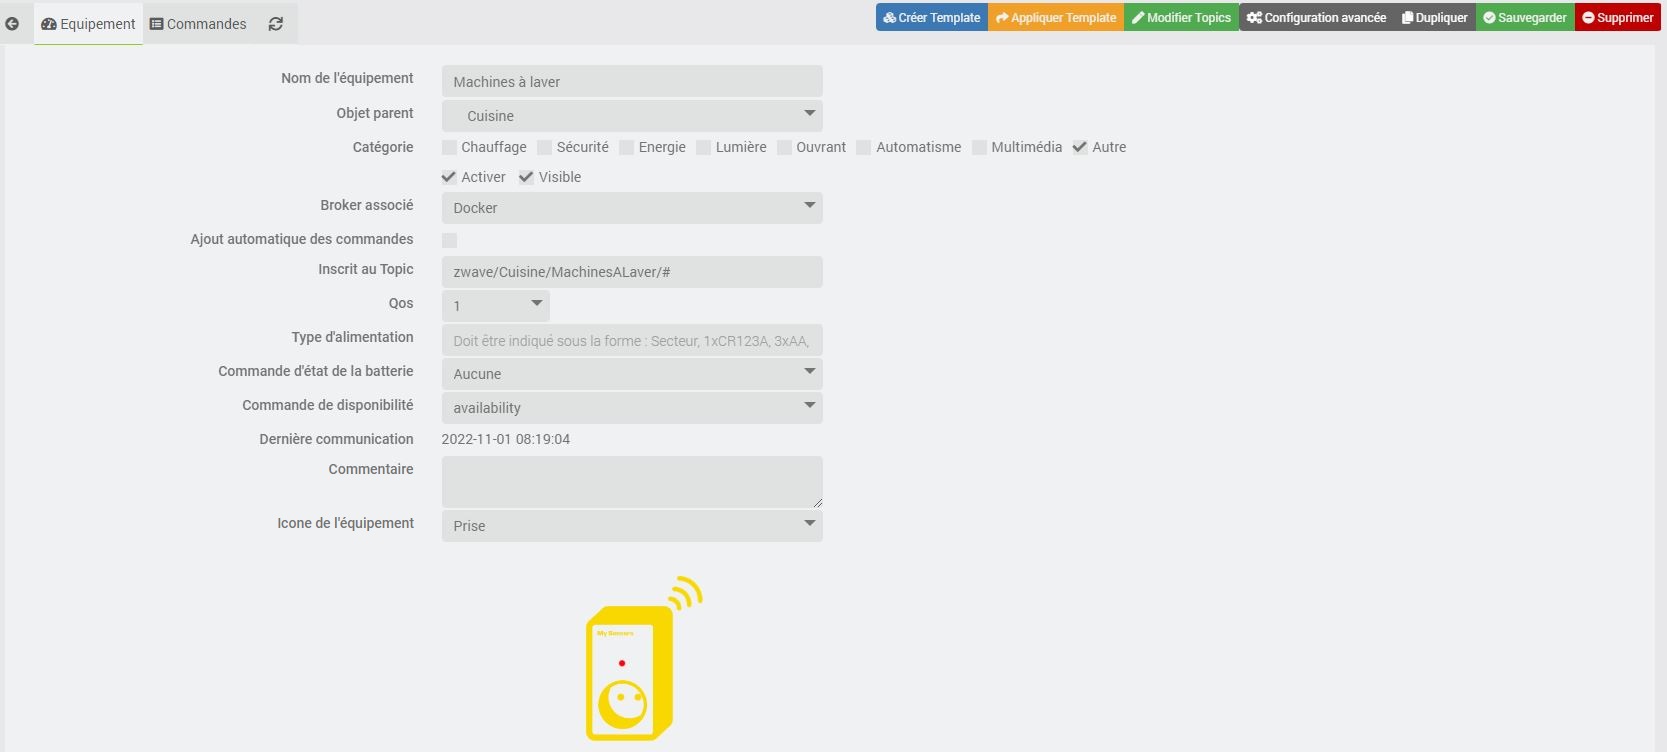 Equipement Commandes
Créer Template Appliquer Template Modifier Topics Configuration avancée Dupliquer Sauvegarder Supprimer
Nom de l'équipement Machines à laver
Objet parent Cuisine
Catégorie Chauffage Sécurité Energie Lumière Ouvrant Automatisme Multimédia Autre
Activer Visible
Broker associé Docker
Ajout automatique des commandes
Inscrit au Topic zwave/Cuisine/MachinesALaver/#
Qos 1
Type d'alimentation Doit être indiqué sous la forme : Secteur, 1xCR123A, 3xAA,
Commande d'état de la batterie Aucune
Commande de disponibilité availability
Dernière communication 2022-11-01 08:19:04
Commentaire
Icone de l'équipement Prise
My Sensors